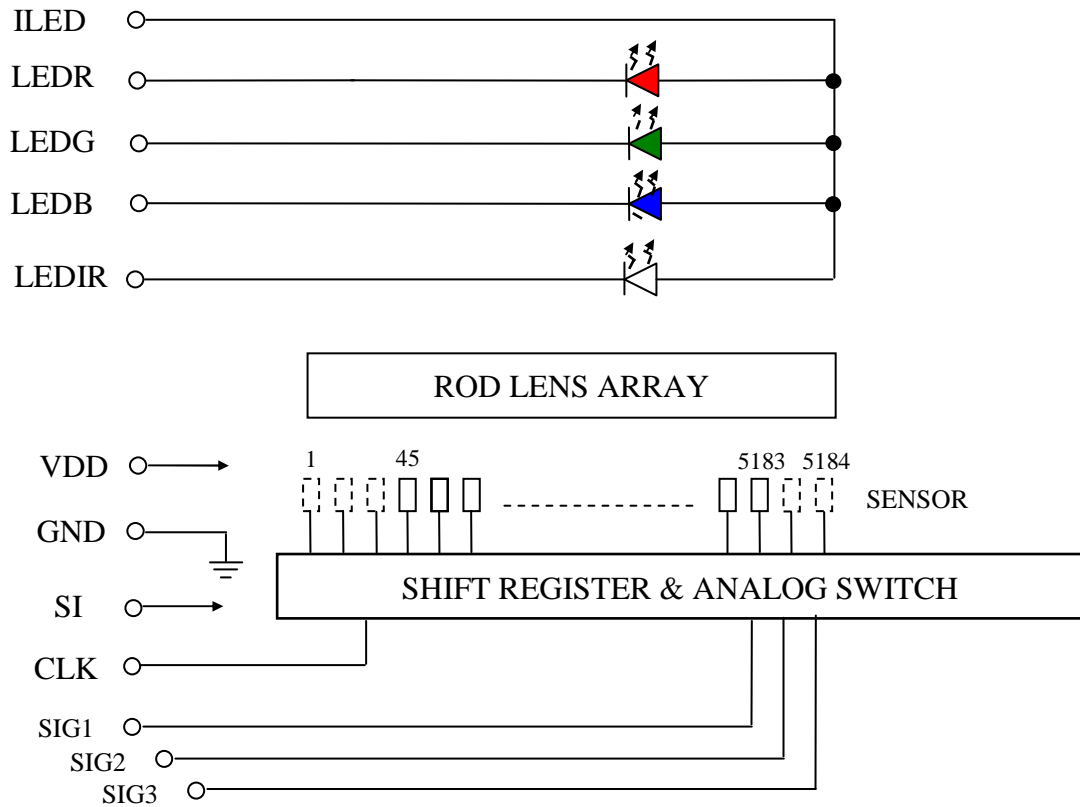 ILED
LEDR
LEDG
LEDB
LEDIR
ROD LENS ARRAY
VDD
1 45 5183 5184
SENSOR
GND
SHIFT REGISTER & ANALOG SWITCH
SI
CLK
SIG1
SIG2
SIG3